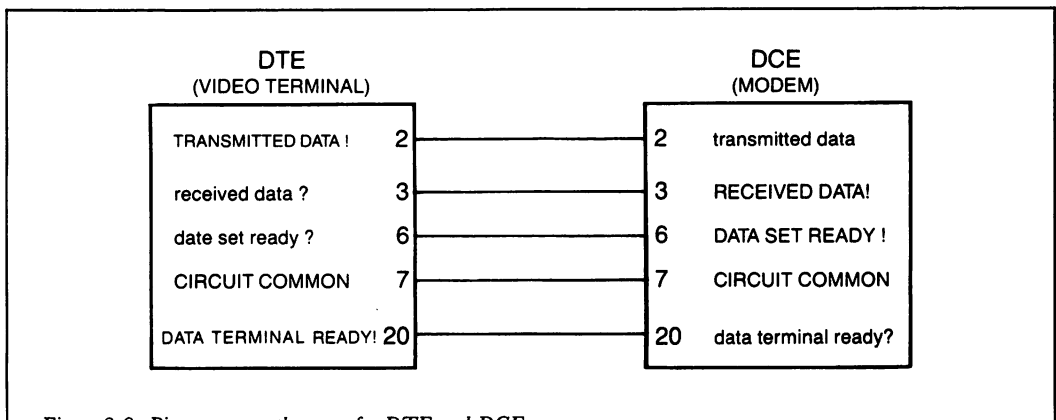 DTE
(VIDEO TERMINAL)
DCE
(MODEM)
TRANSMITTED DATA ! 2
2 transmitted data
received data ? 3
3 RECEIVED DATA!
date set ready ? 6
6 DATA SET READY !
CIRCUIT COMMON 7
7 CIRCUIT COMMON
DATA TERMINAL READY! 20
20 data terminal ready?